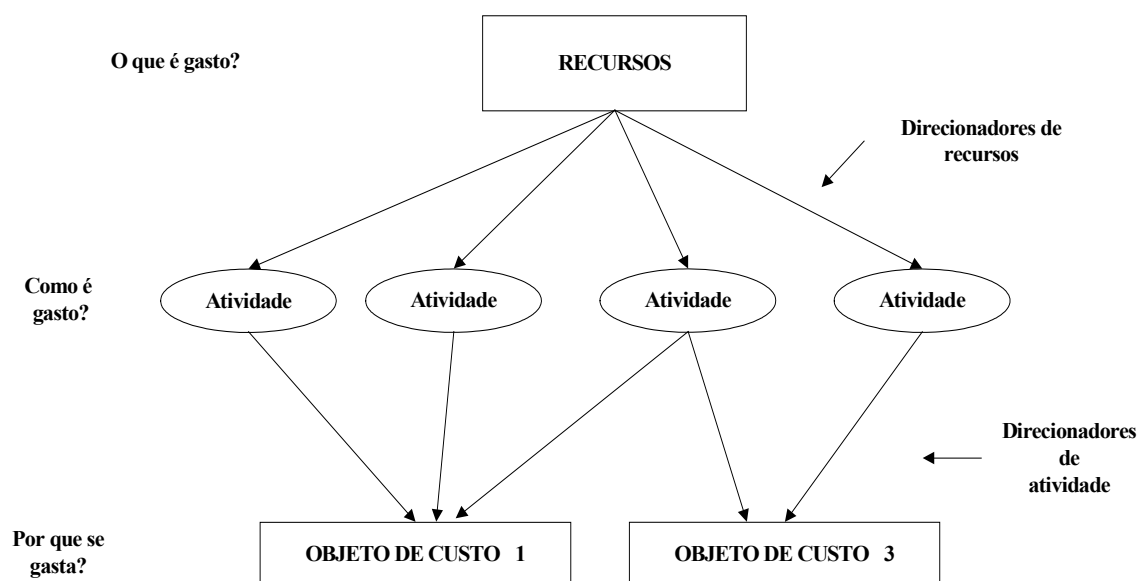 O que é gasto?
RECURSOS
Direcionadores de
recursos
Como é
gasto?
Atividade
Atividade
Atividade
Atividade
Direcionadores
de
atividade
Por que se
gasta?
OBJETO DE CUSTO 1
OBJETO DE CUSTO 3